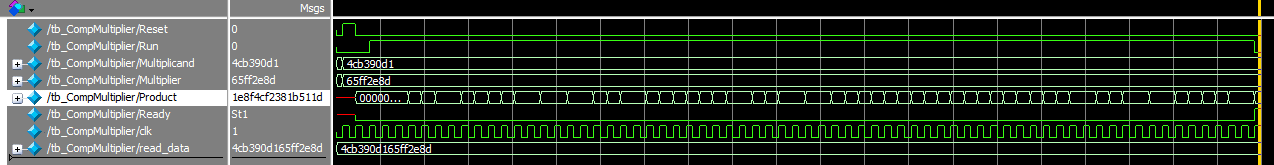 Msgs
/tb_CompMultiplier/Reset 0
/tb_CompMultiplier/Run 0
/tb_CompMultiplier/Multiplicand 4cb390d1 4cb390d1
/tb_CompMultiplier/Multiplier 65ff2e8d 65ff2e8d
/tb_CompMultiplier/Product 1e8f4cf2381b511d 00000...
/tb_CompMultiplier/Ready St1
/tb_CompMultiplier/clk 1
/tb_CompMultiplier/read_data 4cb390d165ff2e8d 4cb390d165ff2e8d